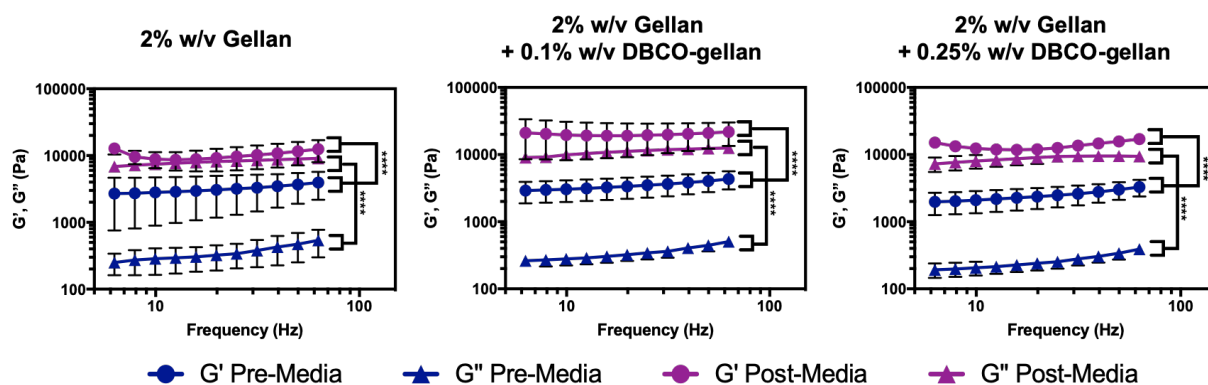 2% w/v Gellan
2% w/v Gellan
+ 0.1% w/v DBCO-gellan
2% w/v Gellan
+ 0.25% w/v DBCO-gellan
G', G'' (Pa)
100000
10000
1000
100
10
100
Frequency (Hz)
****
****
G', G'' (Pa)
100000
10000
1000
100
10
100
Frequency (Hz)
****
****
G', G'' (Pa)
100000
10000
1000
100
10
100
Frequency (Hz)
****
****
G' Pre-Media
G'' Pre-Media
G' Post-Media
G'' Post-Media